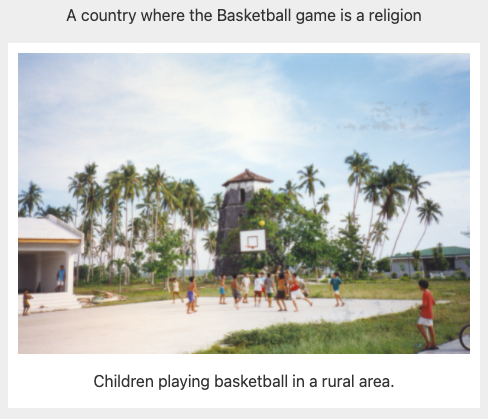 A country where the Basketball game is a religion
Children playing basketball in a rural area.